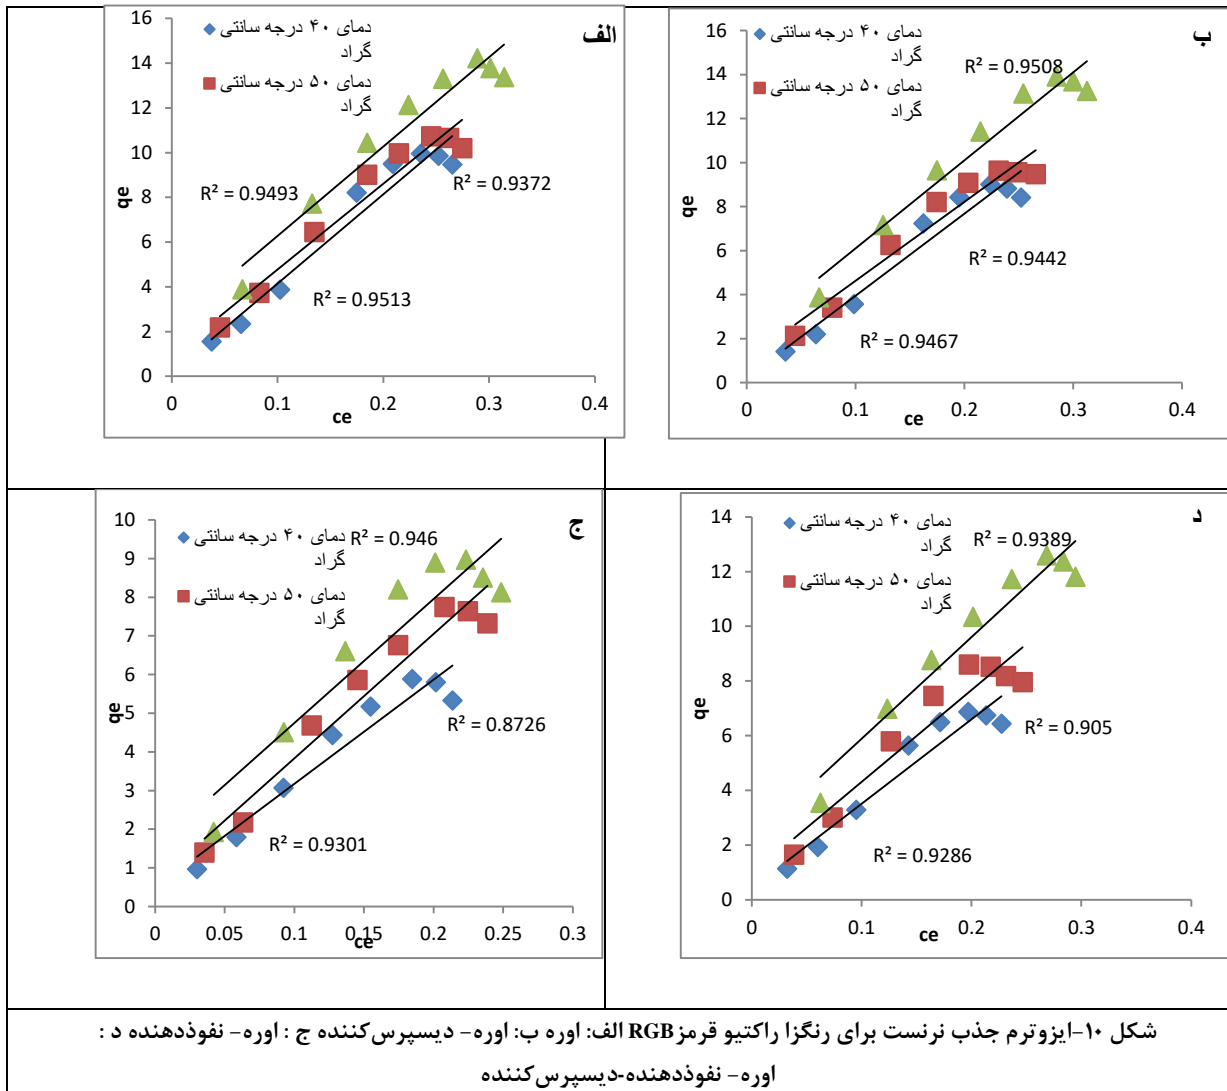 الف
دمای ۴۰ درجه سانتی
گراد
دمای ۵۰ درجه سانتی
گراد
16
14
12
10
8
6
4
2
0
qe
R² = 0.9493
R² = 0.9372
R² = 0.9513
0
0.1
0.2
0.3
0.4
ce
ب
دمای ۴۰ درجه سانتی
گراد
دمای ۵۰ درجه سانتی
گراد
16
14
12
10
8
6
4
2
0
qe
R² = 0.9508
R² = 0.9442
R² = 0.9467
0
0.1
0.2
0.3
0.4
ce
ج
دمای ۴۰ درجه سانتی
گراد
دمای ۵۰ درجه سانتی
گراد
10
9
8
7
6
5
4
3
2
1
0
qe
R² = 0.946
R² = 0.8726
R² = 0.9301
0
0.05
0.1
0.15
0.2
0.25
0.3
ce
د
دمای ۴۰ درجه سانتی
گراد
دمای ۵۰ درجه سانتی
گراد
14
12
10
8
6
4
2
0
qe
R² = 0.9389
R² = 0.905
R² = 0.9286
0
0.1
0.2
0.3
0.4
ce
شکل ۱۰-ایزوترم جذب نرنست برای رنگزا راکتیو قرمزRGB الف: اوره ب: اوره- دیسپرس‌کننده ج : اوره- نفوذدهنده د :
اوره- نفوذدهنده-دیسپرس‌کننده